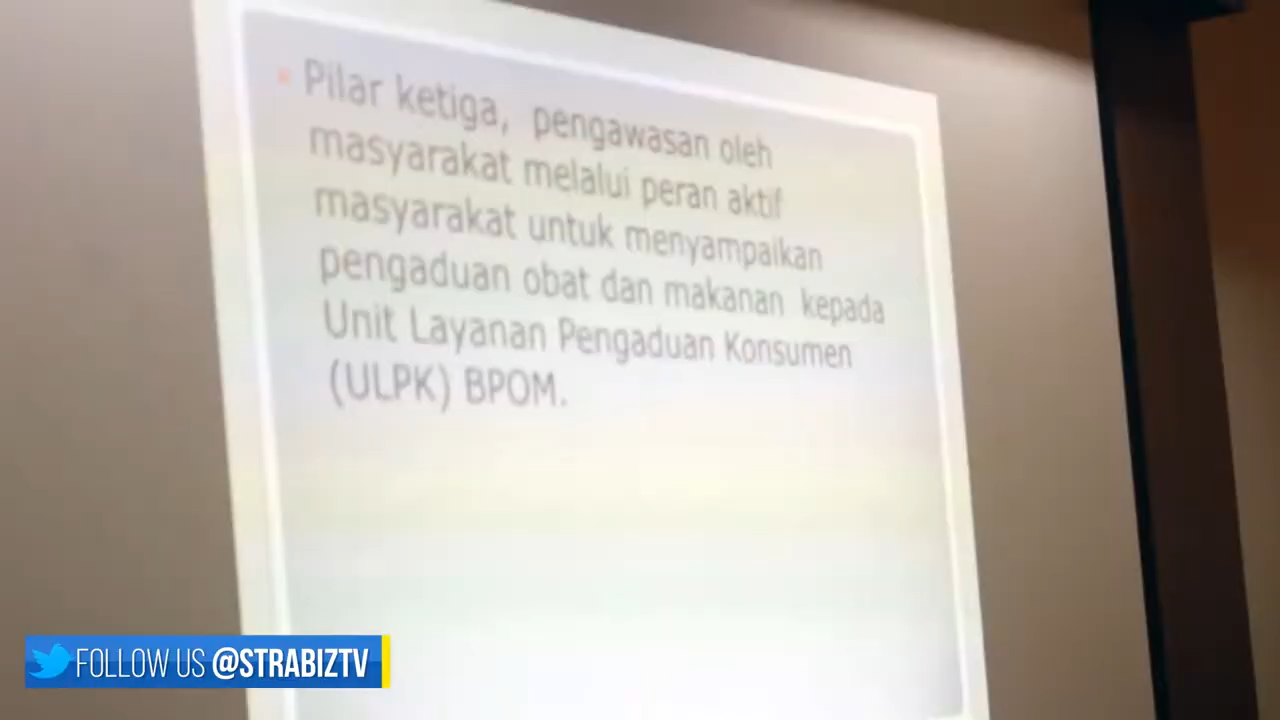 Pilar ketiga, pengawasan oleh
masyarakat melalui peran aktif
masyarakat untuk menyampaikan
pengaduan obat dan makanan kepada
Unit Layanan Pengaduan Konsumen
(ULPK) BPOM.
FOLLOW US @STRABIZTV